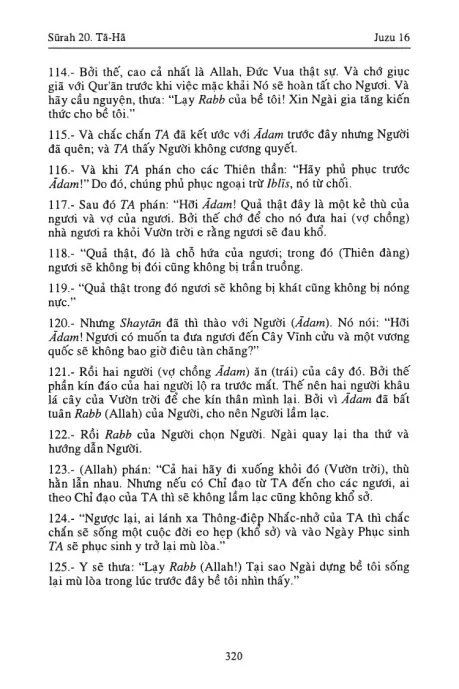 Sūrah 20. Tā-Hā Juzu 16
114.- Bởi thế, cao cả nhất là Allah, Đức Vua thật sự. Và chớ giục
giã với Qur'ān trước khi việc mặc khải Nó sẽ hoàn tất cho Ngươi. Và
hãy cầu nguyện, thưa: “Lạy Rabb của bề tôi! Xin Ngài gia tăng kiến
thức cho bề tôi.”
115.- Và chắc chắn TA đã kết ước với Ādam trước đây nhưng Người
đã quên; và TA thấy Người không cương quyết.
116.- Và khi TA phán cho các Thiên thần: “Hãy phủ phục trước
Ādam!” Do đó, chúng phủ phục ngoại trừ Iblīs, nó từ chối.
117.- Sau đó TA phán: “Hỡi Ādam! Quả thật đây là một kẻ thù của
ngươi và vợ của ngươi. Bởi thế chớ để cho nó đưa hai (vợ chồng)
nhà ngươi ra khỏi Vườn trời e rằng ngươi sẽ đau khổ.
118.- “Quả thật, đó là chỗ hứa của ngươi; trong đó (Thiên đàng)
ngươi sẽ không bị đói cũng không bị trần truồng.
119.- “Quả thật trong đó ngươi sẽ không bị khát cũng không bị nóng
nực.”
120.- Nhưng Shaytān đã thì thào với Người (Ādam). Nó nói: “Hỡi
Ādam! Ngươi có muốn ta đưa ngươi đến Cây Vĩnh cửu và một vương
quốc sẽ không bao giờ điêu tàn chăng?”
121.- Rồi hai người (vợ chồng Ādam) ăn (trái) của cây đó. Bởi thế
phần kín đáo của hai người lộ ra trước mắt. Thế nên hai người khâu
lá cây của Vườn trời để che kín thân mình lại. Bởi vì Ādam đã bất
tuân Rabb (Allah) của Người, cho nên Người lầm lạc.
122.- Rồi Rabb của Người chọn Người. Ngài quay lại tha thứ và
hướng dẫn Người.
123.- (Allah) phán: “Cả hai hãy đi xuống khỏi đó (Vườn trời), thù
hằn lẫn nhau. Nhưng nếu có Chỉ đạo từ TA đến cho các ngươi, ai
theo Chỉ đạo của TA thì sẽ không lầm lạc cũng không khổ sở.
124.- “Ngược lại, ai lánh xa Thông-điệp Nhắc-nhở của TA thì chắc
chắn sẽ sống một cuộc đời eo hẹp (khổ sở) và vào Ngày Phục sinh
TA sẽ phục sinh y trở lại mù lòa.”
125.- Y sẽ thưa: “Lạy Rabb (Allah!) Tại sao Ngài dựng bề tôi sống
lại mù lòa trong lúc trước đây bề tôi nhìn thấy.”
320